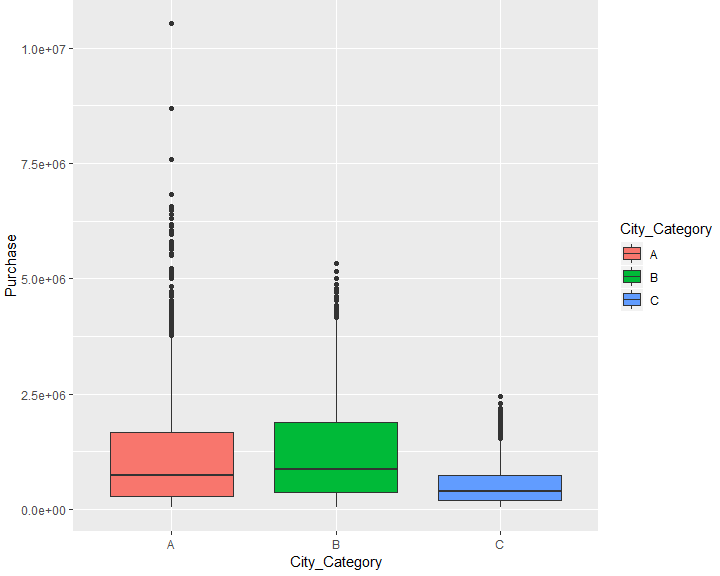 1.0e+07
7.5e+06
5.0e+06
2.5e+06
0.0e+00
Purchase
A
B
C
City_Category
City_Category
A
B
C